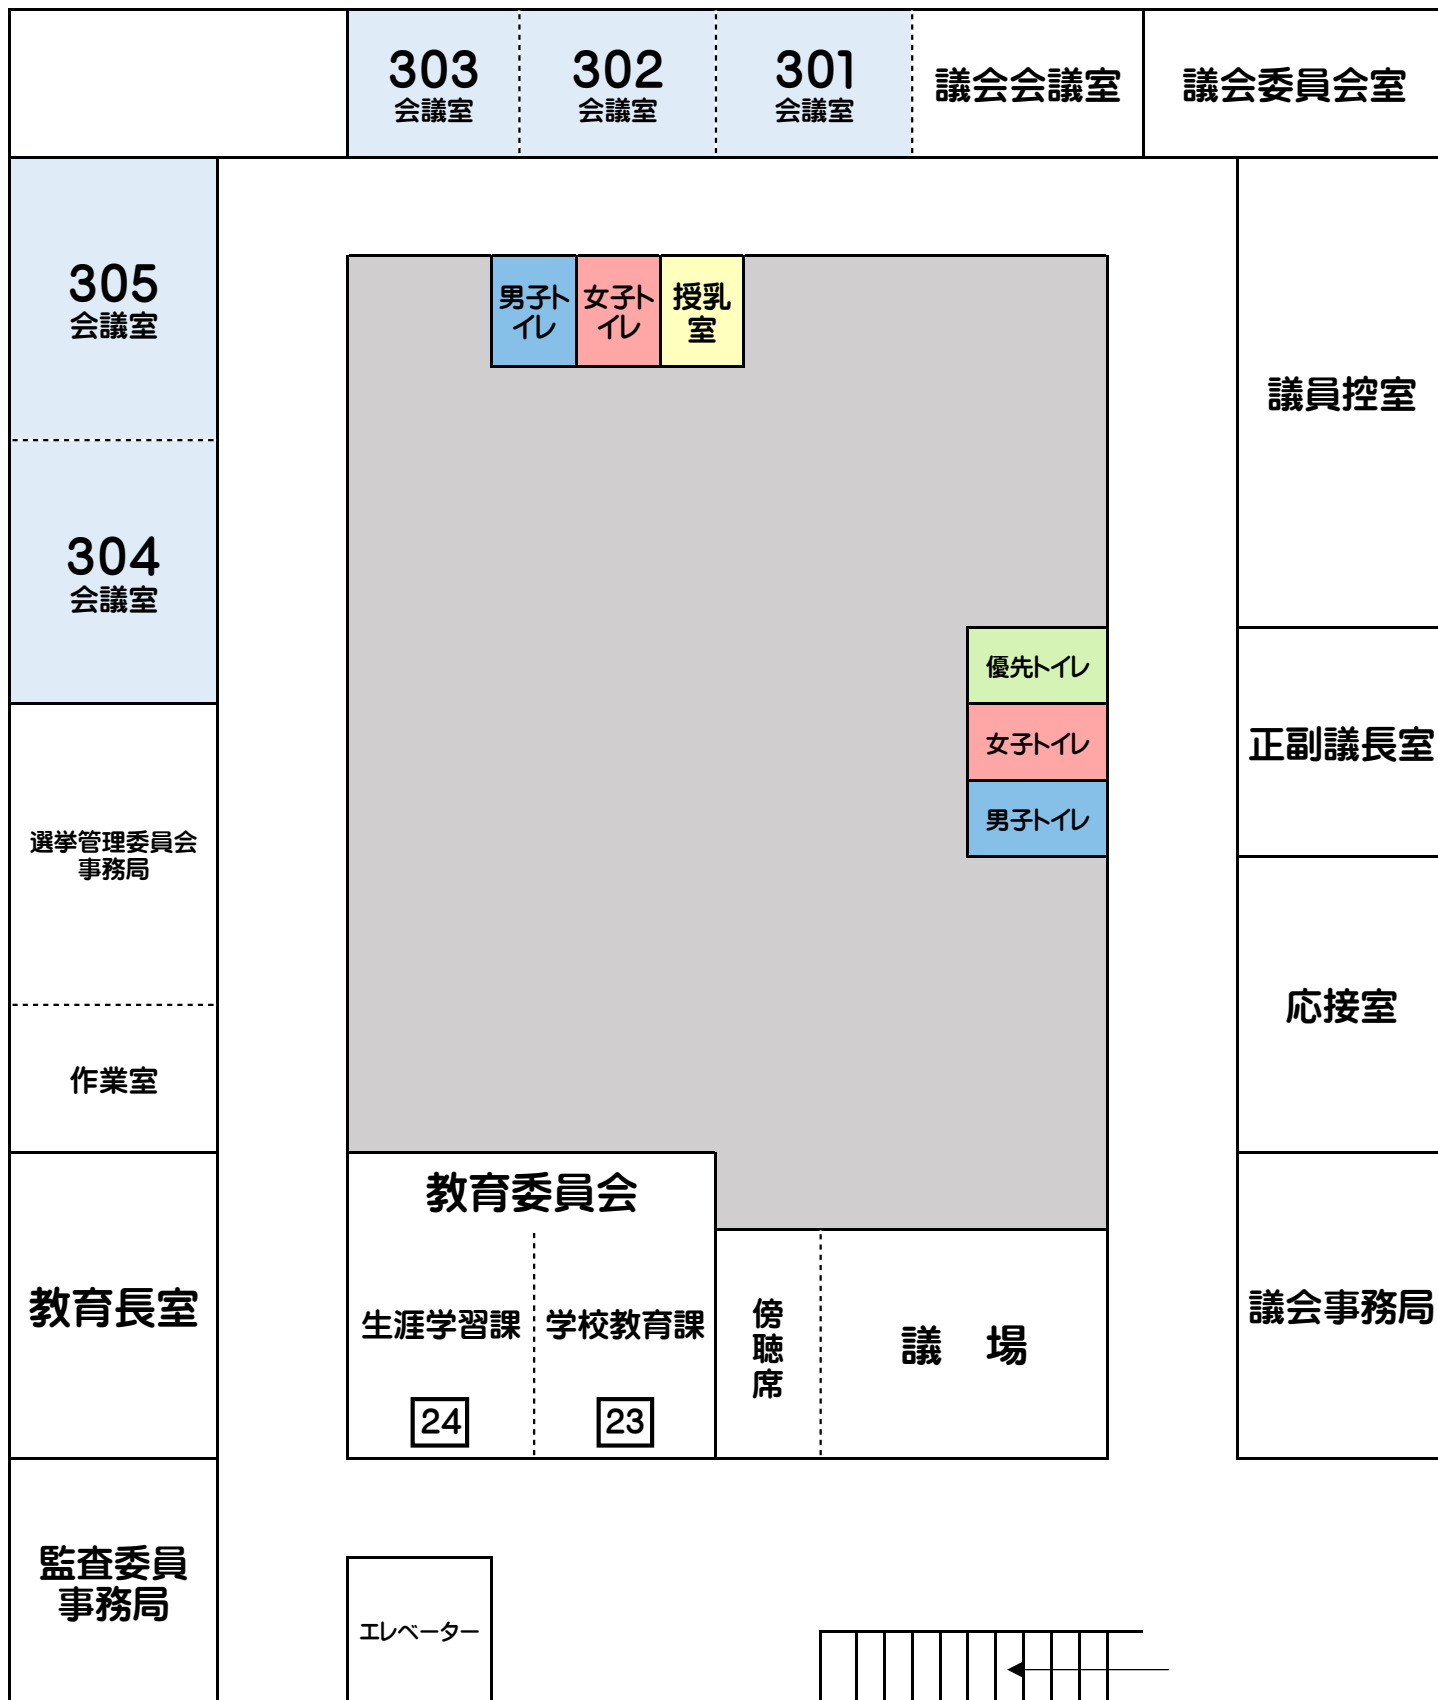 303
会議室
302
会議室
301
会議室
議会会議室
議会委員会室
305
会議室
男子ト
イレ
女子ト
イレ
授乳
室
議員控室
304
会議室
優先トイレ
女子トイレ
男子トイレ
正副議長室
選挙管理委員会
事務局
応接室
作業室
教育委員会
教育長室
生涯学習課
学校教育課
傍
聴
席
議　場
議会事務局
24
23
監査委員
事務局
エレベーター